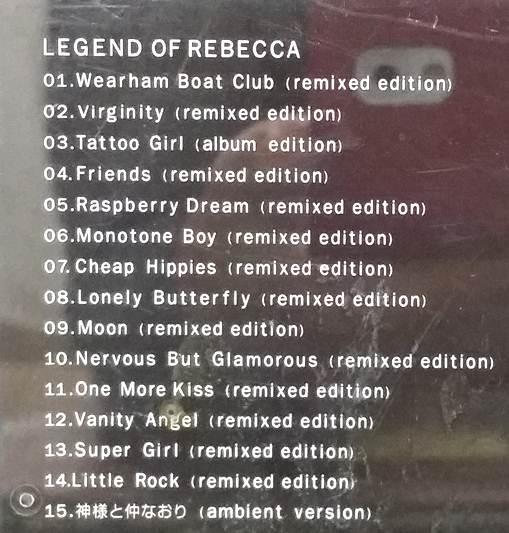 LEGEND OF REBECCA
01.Wearham Boat Club (remixed edition)
02.Virginity (remixed edition)
03.Tattoo Girl (album edition)
04.Friends (remixed edition)
05.Raspberry Dream (remixed edition)
06.Monotone Boy (remixed edition)
07.Cheap Hippies (remixed edition)
08.Lonely Butterfly (remixed edition)
09.Moon (remixed edition)
10.Nervous But Glamorous (remixed edition)
11.One More Kiss (remixed edition)
12.Vanity Angel (remixed edition)
13.Super Girl (remixed edition)
14.Little Rock (remixed edition)
15.神様と仲なおり (ambient version)